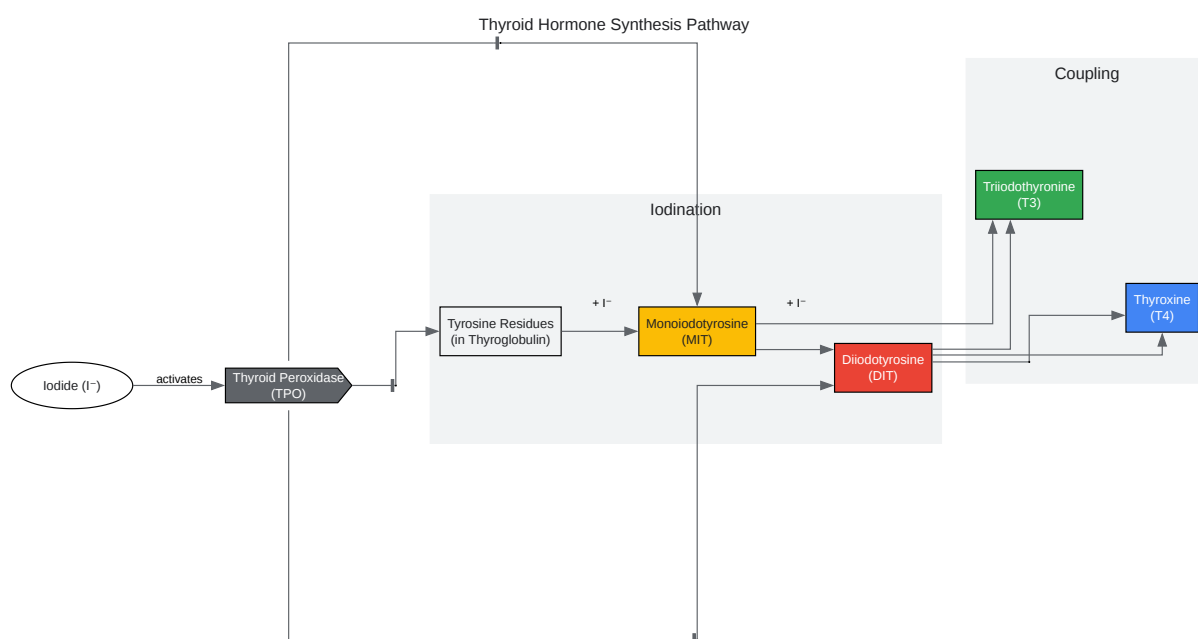 Thyroid Hormone Synthesis Pathway
Coupling
Triiodothyronine
(T3)
Iodination
Thyroxine
(T4)
+ I⁻
+ I⁻
Tyrosine Residues
(in Thyroglobulin)
Monoiodotyrosine
(MIT)
Diiodotyrosine
(DIT)
Iodide (I⁻)
activates
Thyroid Peroxidase
(TPO)